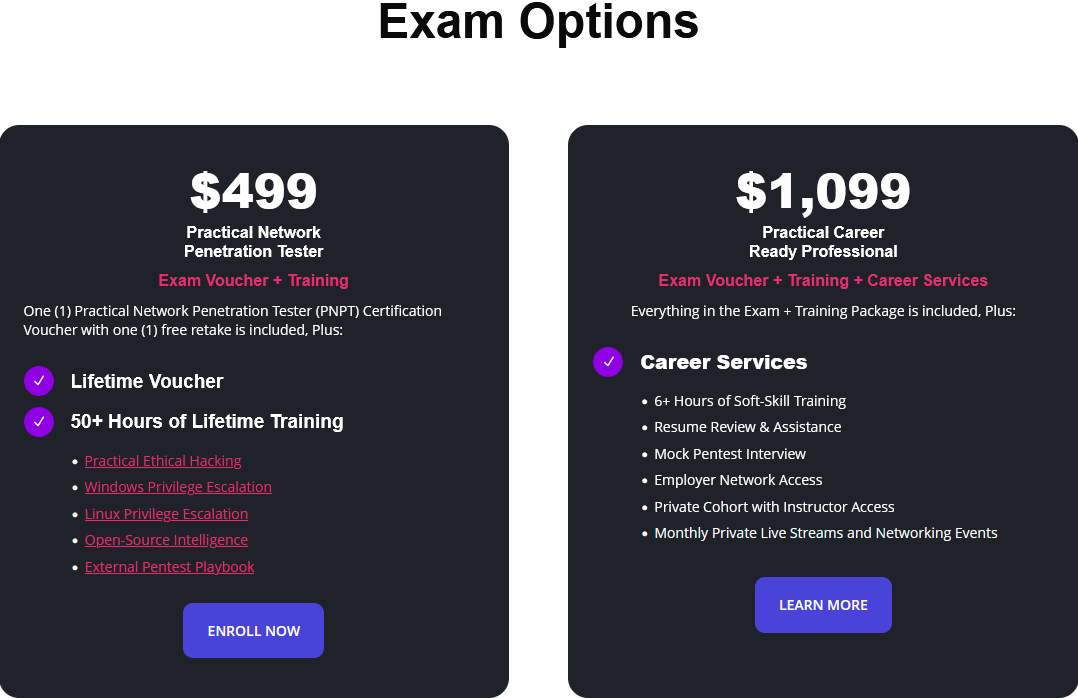 Exam Options
$499
Practical Network
Penetration Tester
Exam Voucher + Training
One (1) Practical Network Penetration Tester (PNPT) Certification
Voucher with one (1) free retake is included, Plus:
Lifetime Voucher
50+ Hours of Lifetime Training
Practical Ethical Hacking
Windows Privilege Escalation
Linux Privilege Escalation
Open-Source Intelligence
External Pentest Playbook
ENROLL NOW
$1,099
Practical Career
Ready Professional
Exam Voucher + Training + Career Services
Everything in the Exam + Training Package is included, Plus:
Career Services
6+ Hours of Soft-Skill Training
Resume Review & Assistance
Mock Pentest Interview
Employer Network Access
Private Cohort with Instructor Access
Monthly Private Live Streams and Networking Events
LEARN MORE